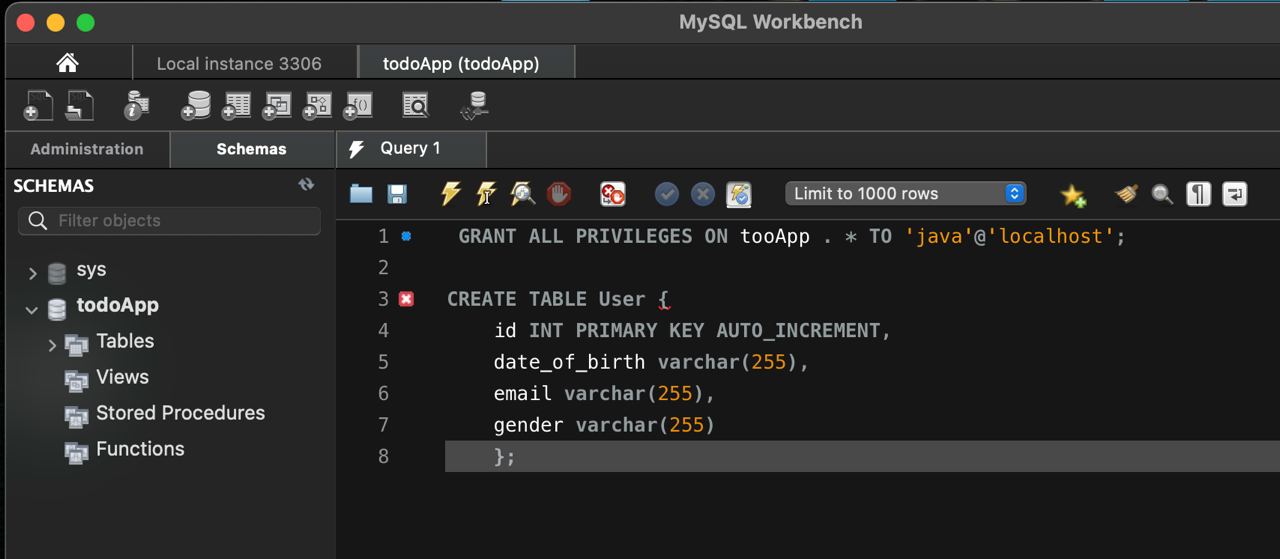 MySQL Workbench
Local instance 3306
todoApp (todoApp)
Administration
Schemas
Query 1
SCHEMAS
Filter objects
Limit to 1000 rows
sys
todoApp
Tables
Views
Stored Procedures
Functions
1 GRANT ALL PRIVILEGES ON tooApp . * TO 'java'@'localhost';
2
3 CREATE TABLE User {
4 id INT PRIMARY KEY AUTO_INCREMENT,
5 date_of_birth varchar(255),
6 email varchar(255),
7 gender varchar(255)
8 };